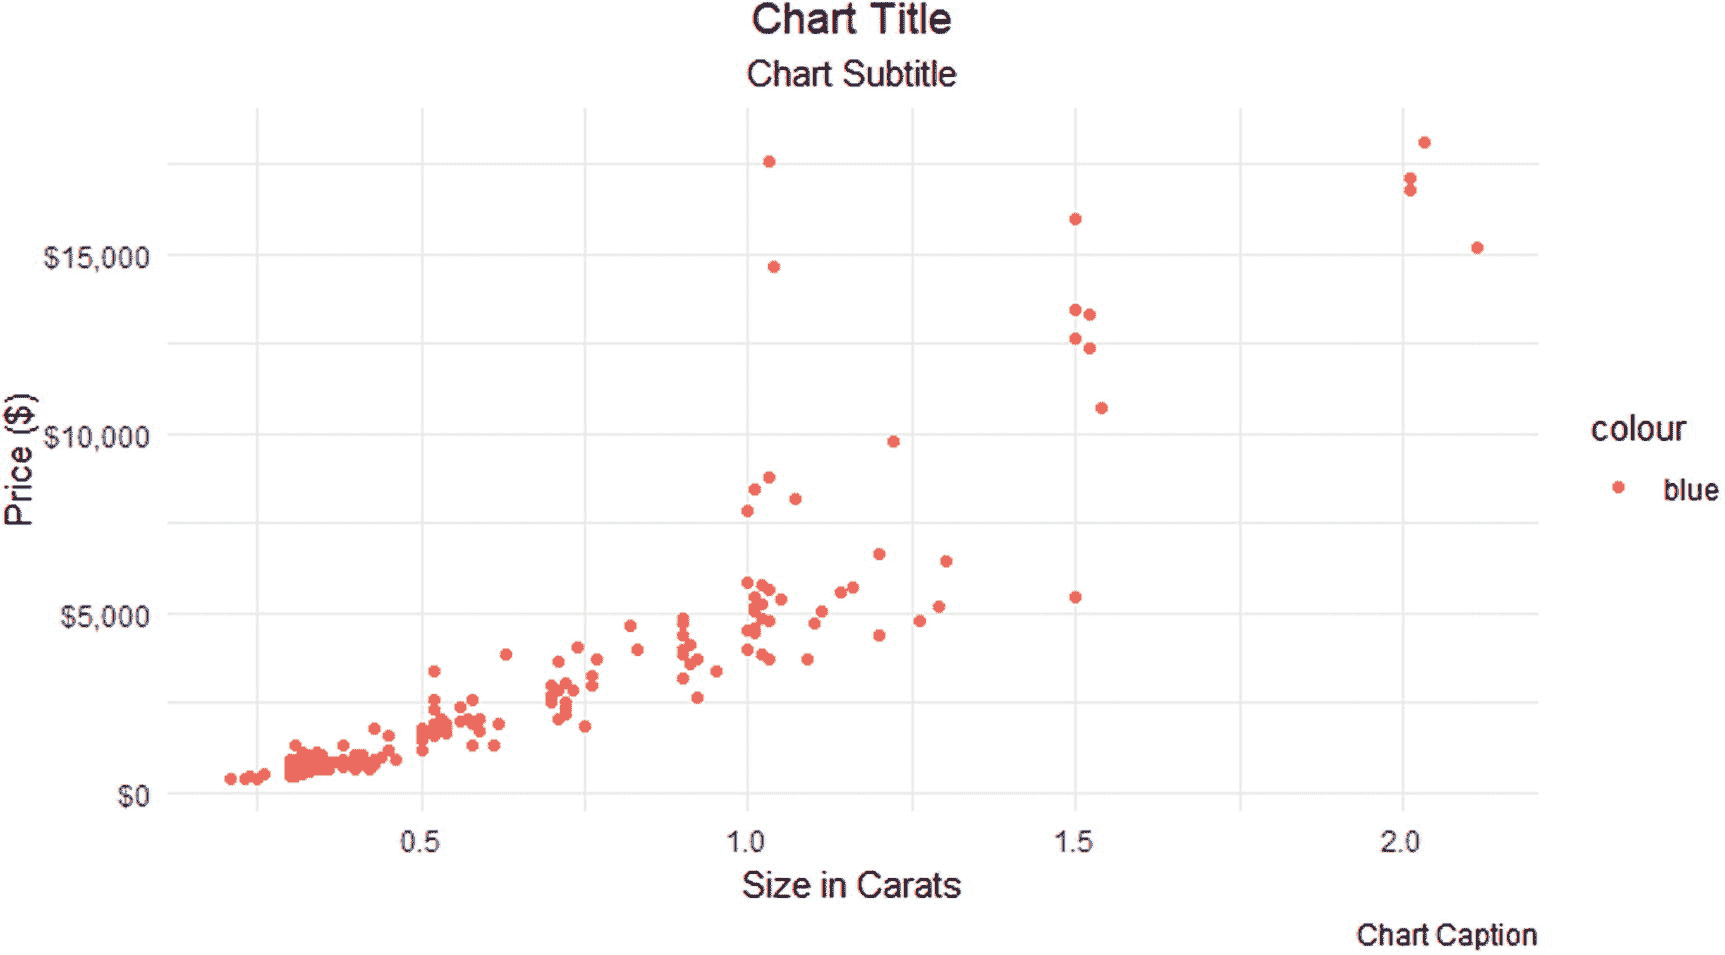 Chart Title
Chart Subtitle
Price ($)
$15,000
$10,000
$5,000
$0
0.5 1.0 1.5 2.0
Size in Carats
colour
blue
Chart Caption